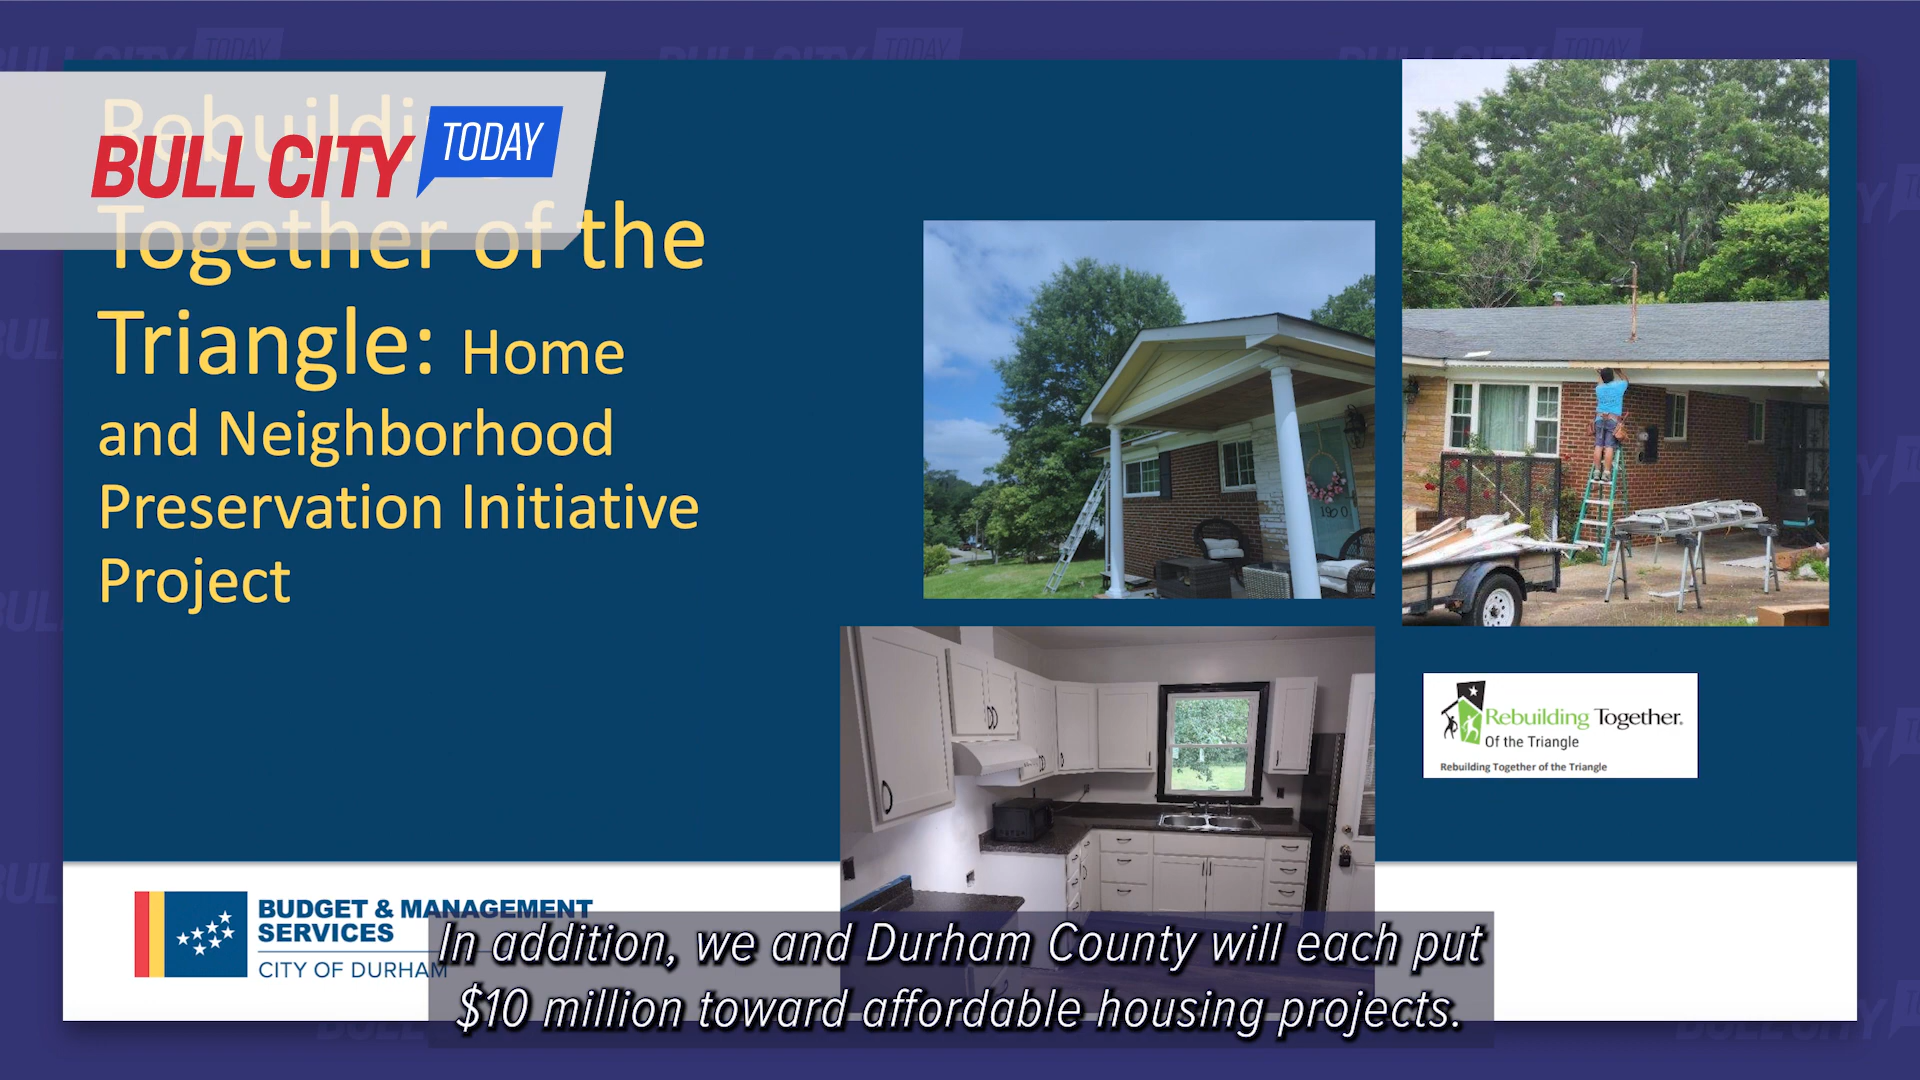 BULL CITY TODAY
Rebuildi
Together of the
Triangle: Home
and Neighborhood
Preservation Initiative
Project
1920
Rebuilding Together.
Of the Triangle
Rebuilding Together of the Triangle
BUDGET & MANAGEMENT
SERVICES
CITY OF DURHAM
In addition, we and Durham County will each put
$10 million toward affordable housing projects.